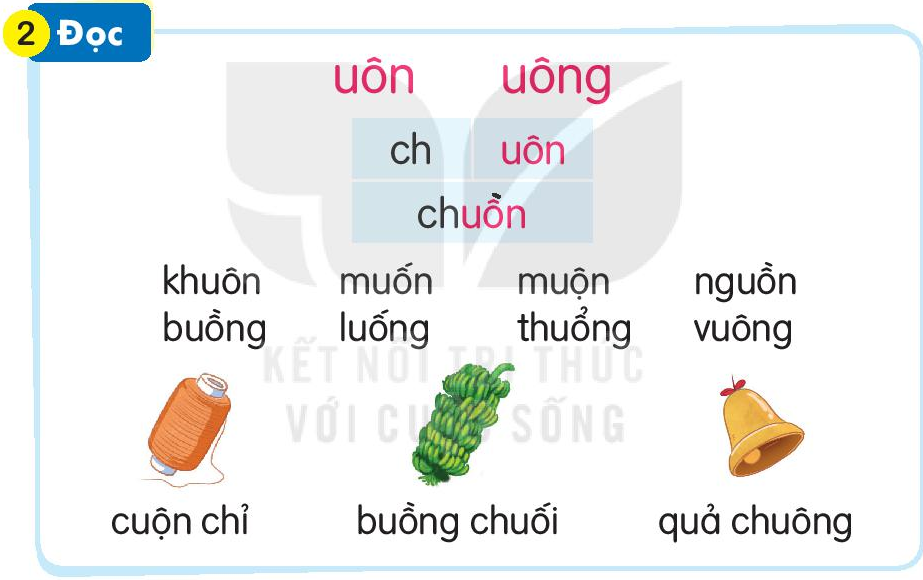 2 Đọc
uôn uông
ch uôn
chuồn
khuôn muốn muộn nguồn
buồng luống thuổng vuông
KẾT NỐI TRI THỨC
VỚI CUỘC SỐNG
cuộn chỉ buồng chuối quả chuông